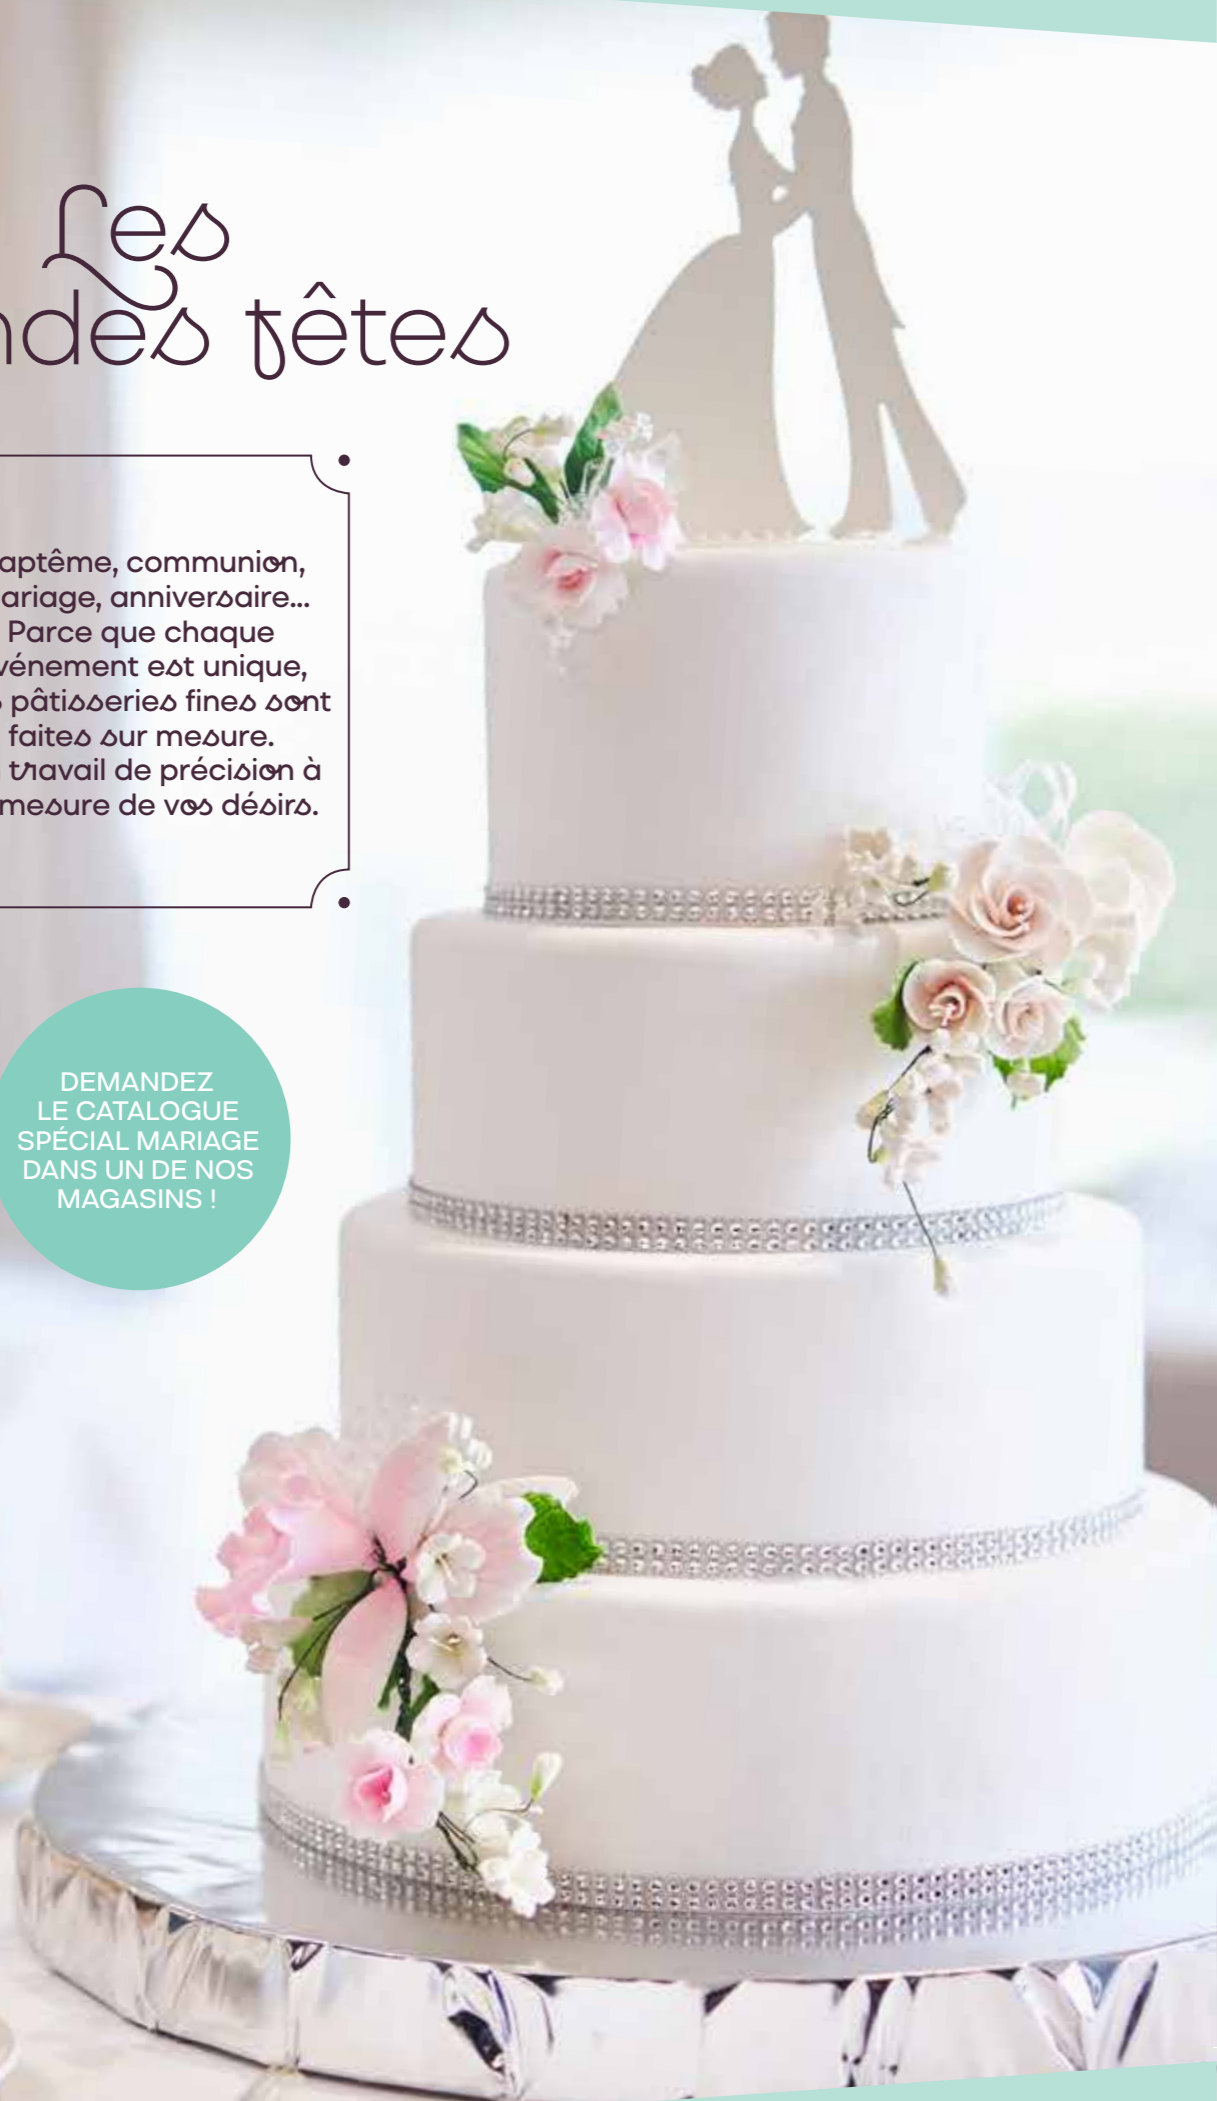 Les
ndes fêtes
aptême, communion,
ariage, anniversaire...
Parce que chaque
vénement est unique,
s pâtisseries fines sont
faites sur mesure.
travail de précision à
mesure de vos désirs.
DEMANDEZ
LE CATALOGUE
SPÉCIAL MARIAGE
DANS UN DE NOS
MAGASINS !